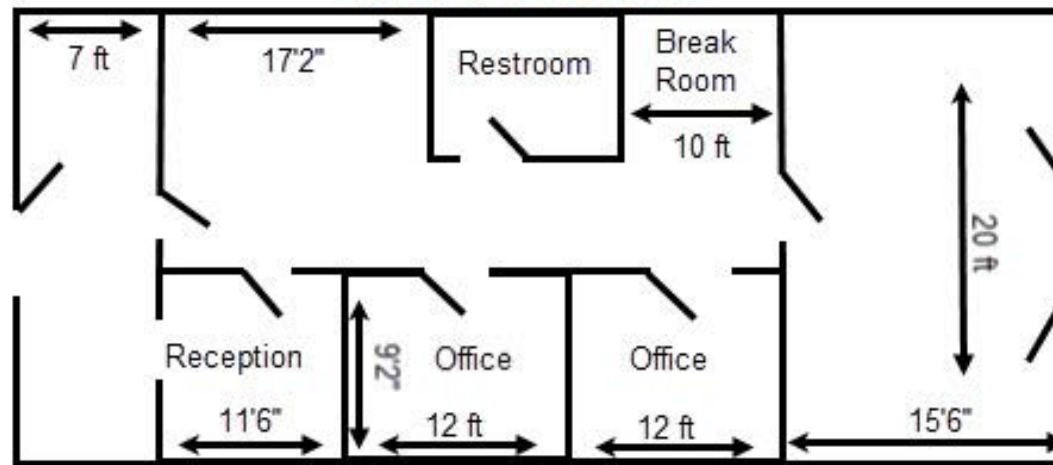 7 ft
17'2"
Restroom
Break
Room
10 ft
20 ft
Reception
9'2"
Office
Office
11'6"
12 ft
12 ft
15'6"